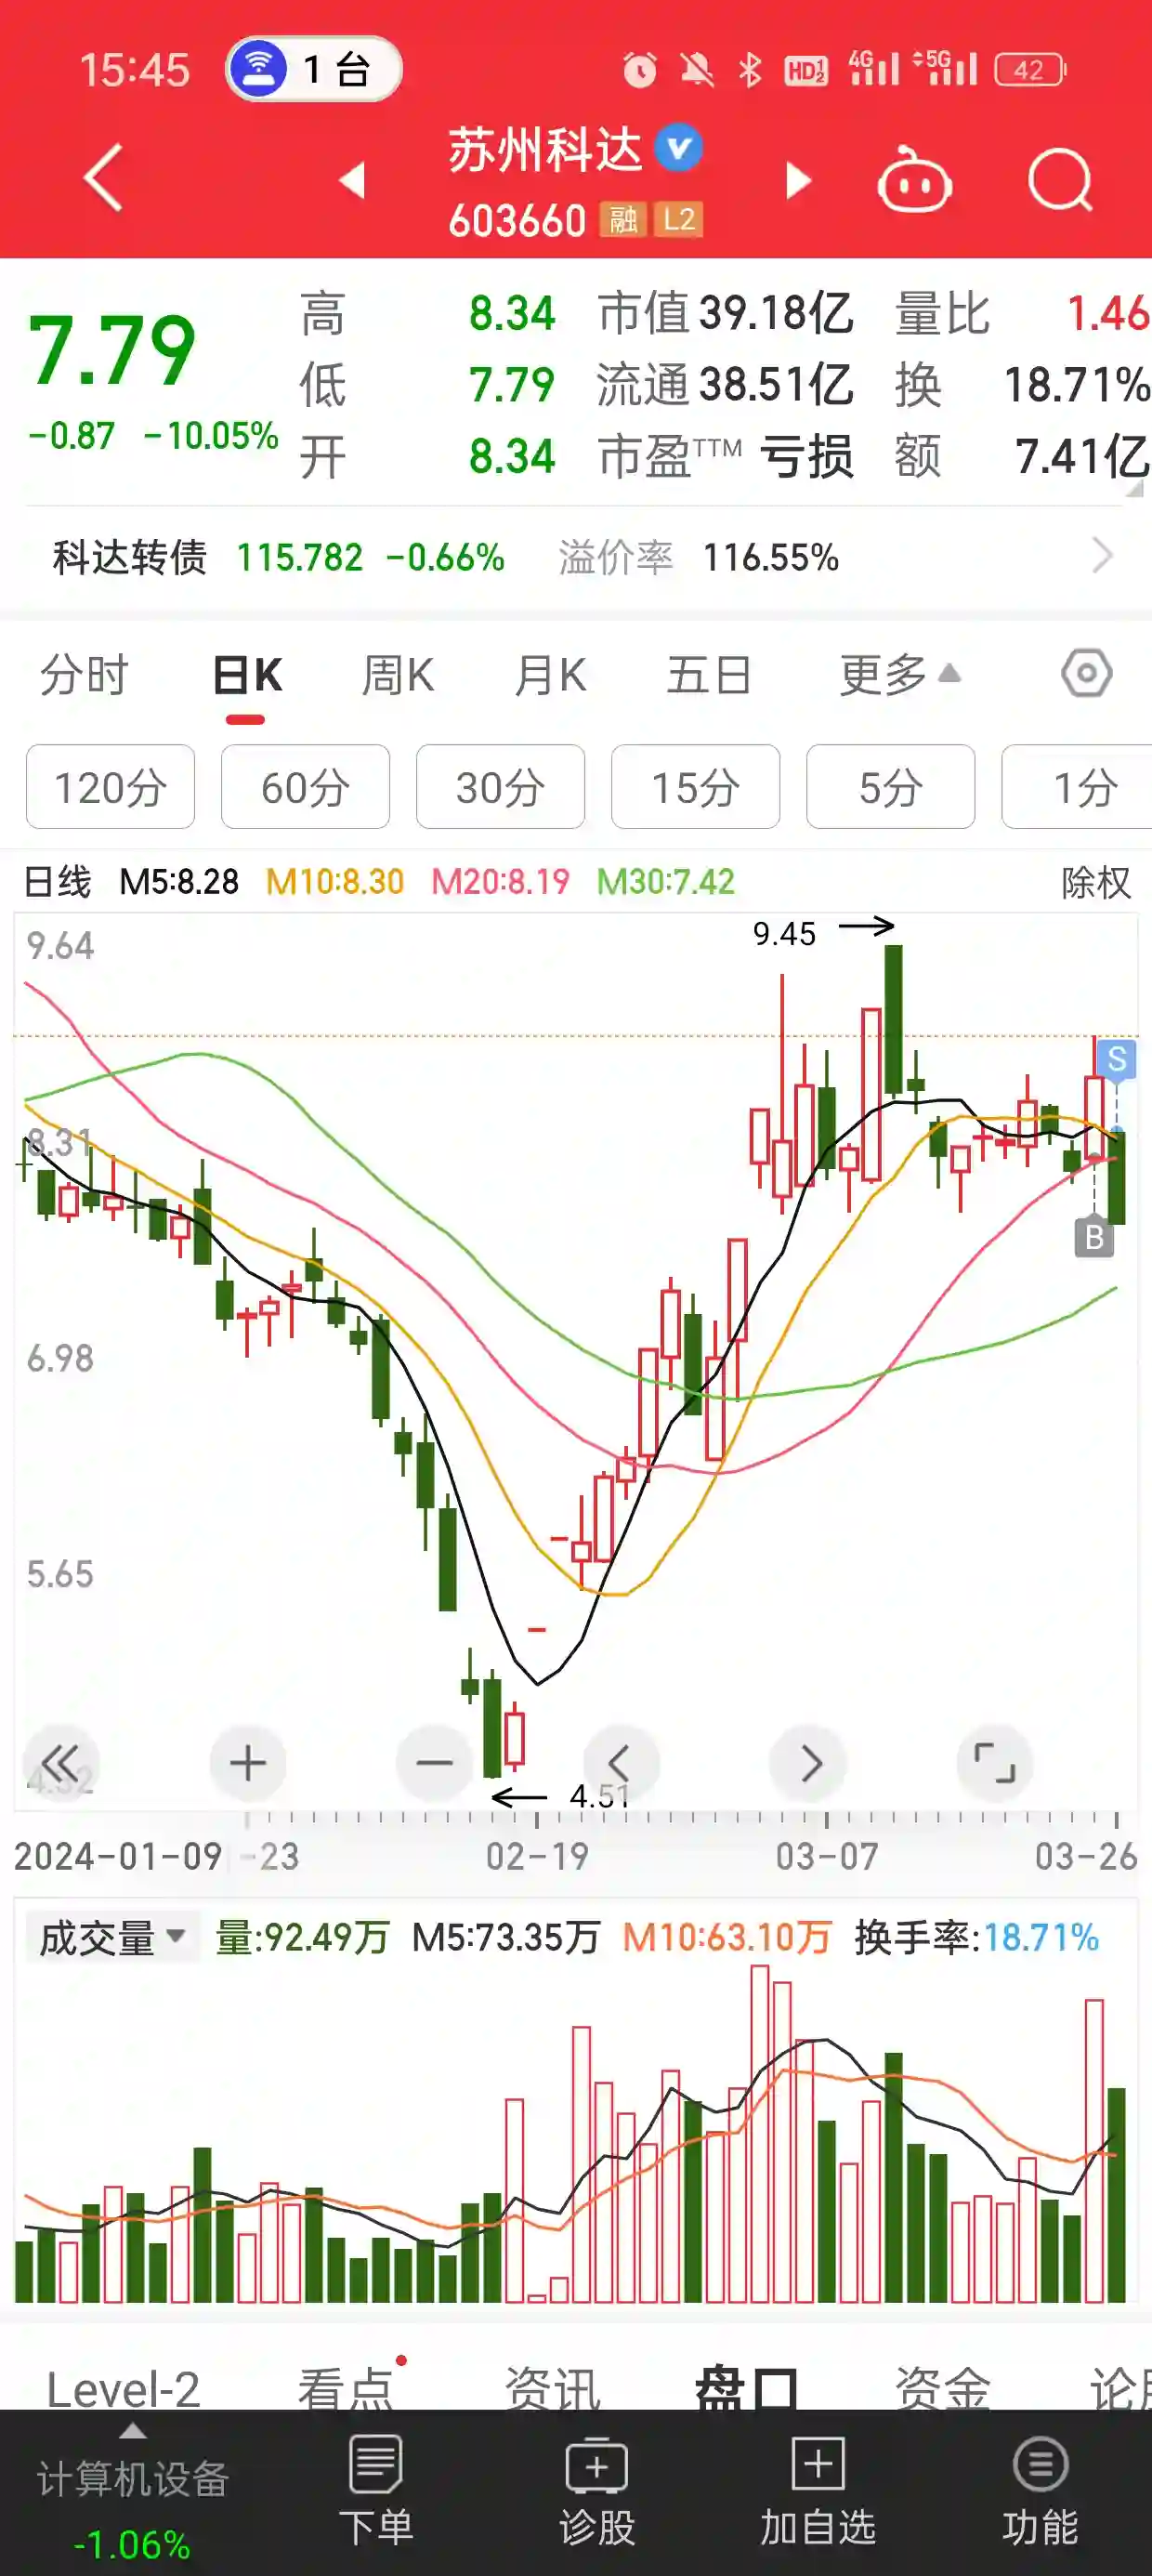 15:45 1 台 HD 1 2 4G 5G 42
苏州科达
603660 融 L2
7.79
-0.87 -10.05%
高 8.34 市值 39.18亿 量比 1.46
低 7.79 流通 38.51亿 换 18.71%
开 8.34 市盈TTM 亏损 额 7.41亿
科达转债 115.782 -0.66% 溢价率 116.55%
分时 日K 周K 月K 五日 更多
120分 60分 30分 15分 5分 1分
日线 M5:8.28 M10:8.30 M20:8.19 M30:7.42 除权
9.64
9.45
S
8.31
B
6.98
5.65
4.51
2024-01-09 -23 02-19 03-07 03-26
成交量 量:92.49万 M5:73.35万 M10:63.10万 换手率:18.71%
Level-2 看点 资讯 盘口 资金
计算机设备
-1.06%
下单 诊股 加自选 功能